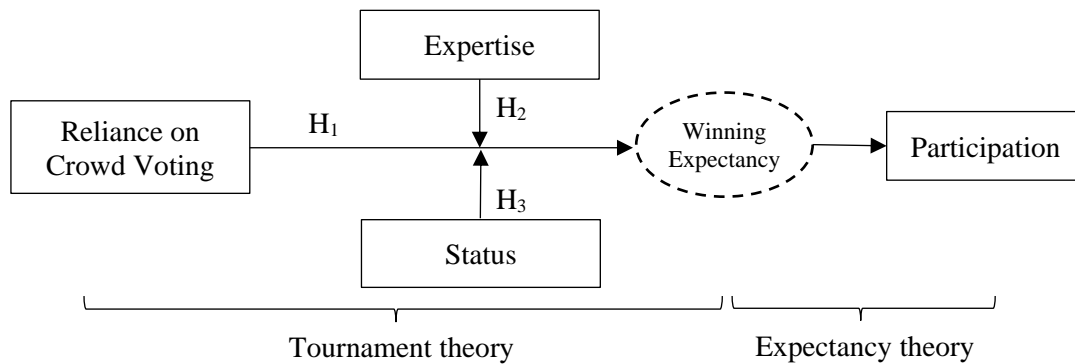 Expertise
Reliance on
Crowd Voting
H1
H2
Winning
Expectancy
Participation
H3
Status
Tournament theory
Expectancy theory